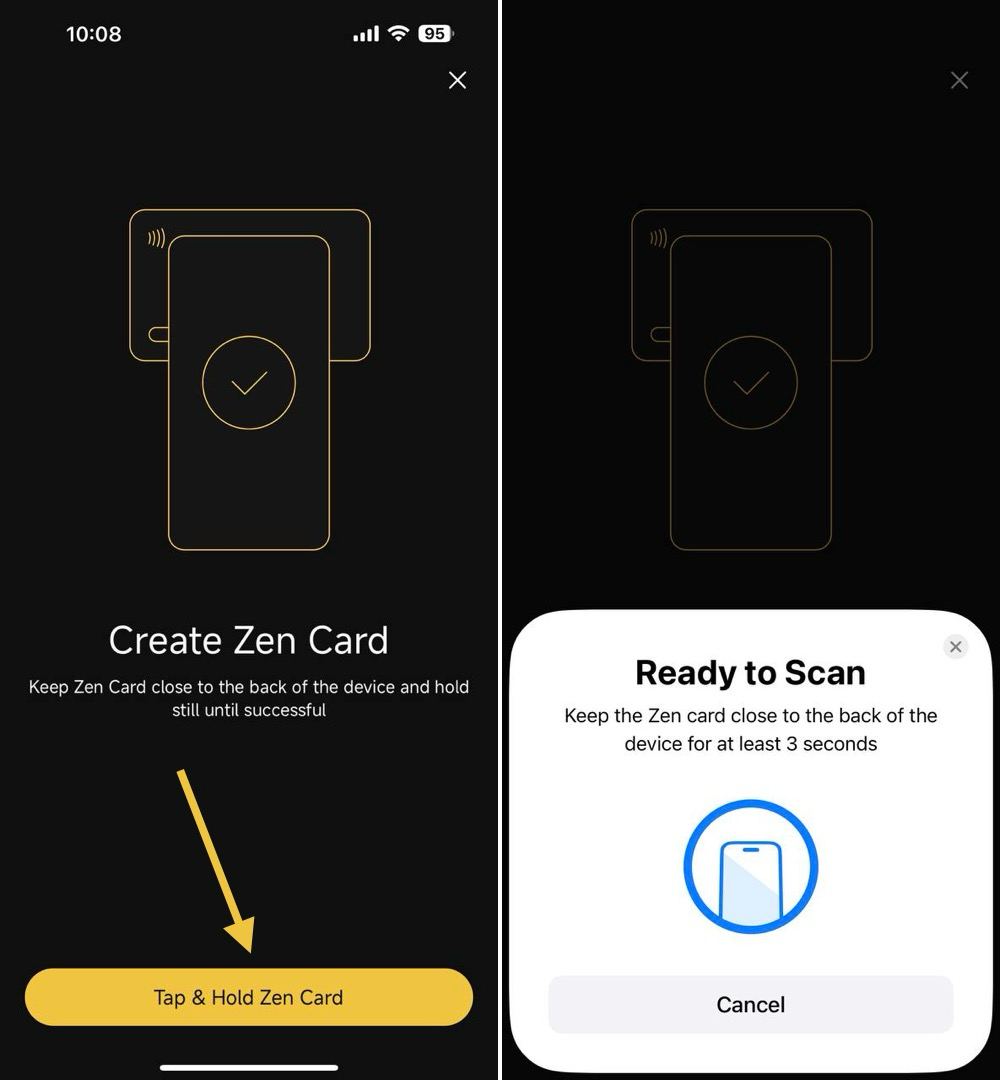 10:08
95
Create Zen Card
Keep Zen Card close to the back of the device and hold
still until successful
Tap & Hold Zen Card
Ready to Scan
Keep the Zen card close to the back of the
device for at least 3 seconds
Cancel